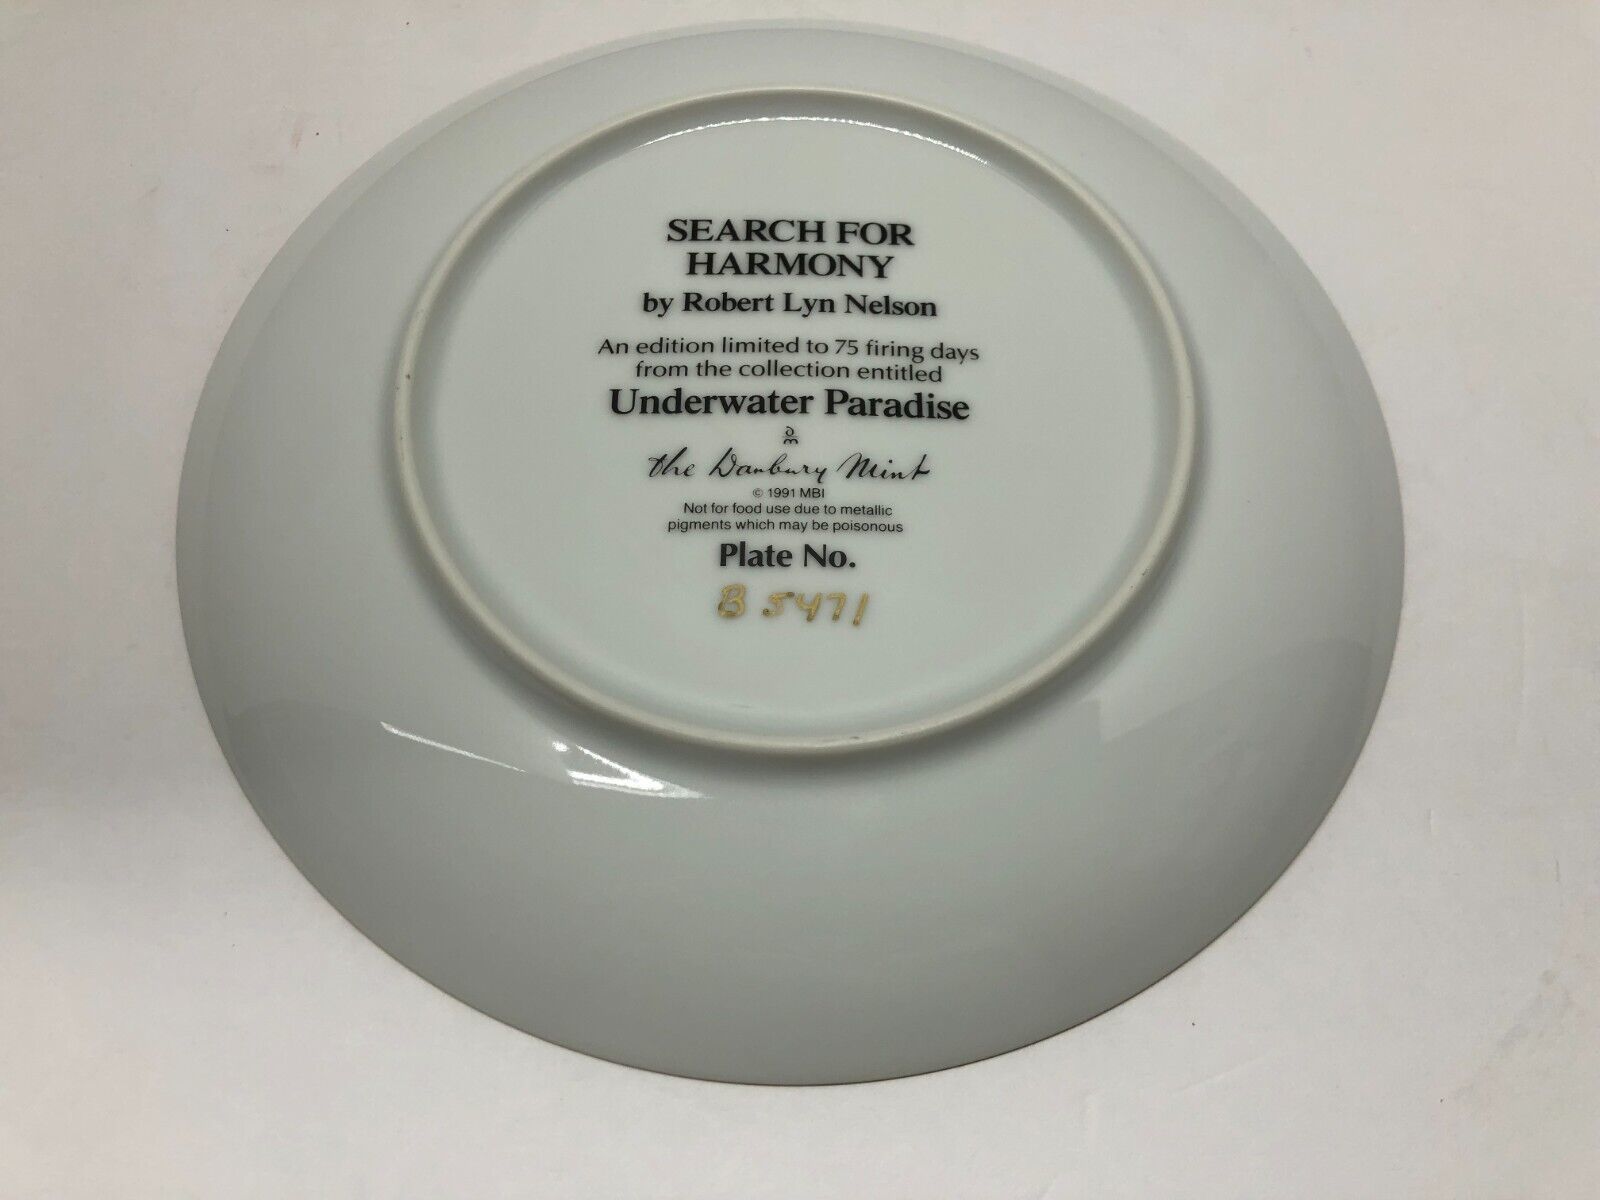 SEARCH FOR
HARMONY
by Robert Lyn Nelson
An edition limited to 75 firing days
from the collection entitled
Underwater Paradise
dm
the Danbury Mint
© 1991 MBI
Not for food use due to metallic
pigments which may be poisonous
Plate No.
B 5471